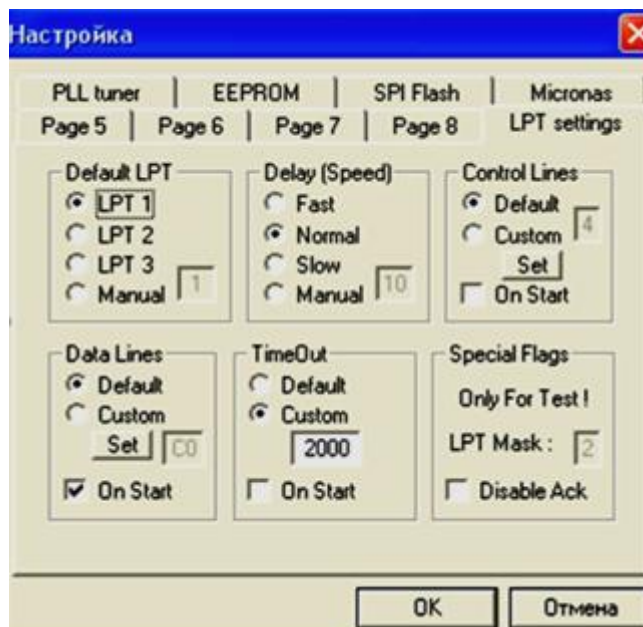 Настройка
PLL tuner EEPROM SPI Flash Micronas
Page 5 Page 6 Page 7 Page 8 LPT settings
Default LPT
LPT 1
LPT 2
LPT 3
Manual 1
Delay (Speed)
Fast
Normal
Slow
Manual 10
Control Lines
Default
Custom 4
Set
On Start
Data Lines
Default
Custom
Set C0
On Start
TimeOut
Default
Custom
2000
On Start
Special Flags
Only For Test !
LPT Mask : 2
Disable Ack
OK Отмена